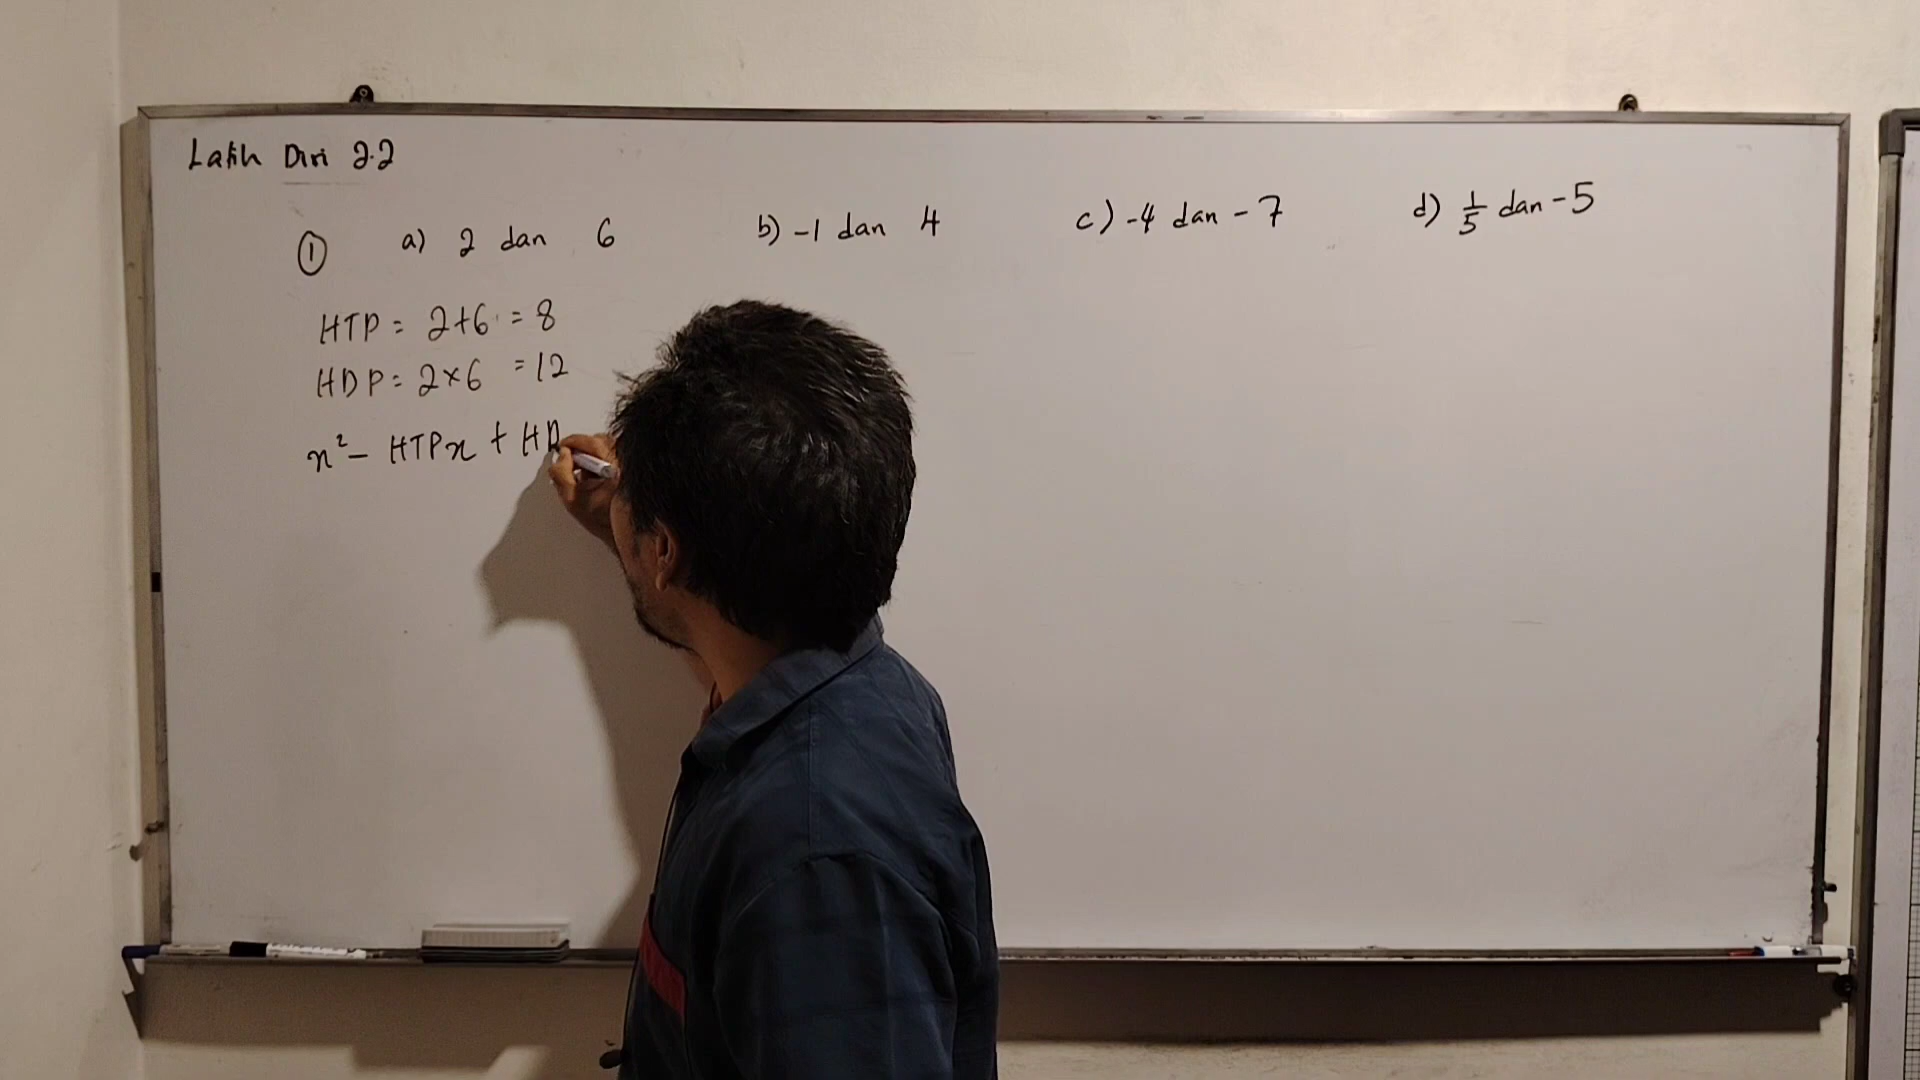 Latih Diri 2.2
① a) 2 dan 6 b) -1 dan 4 c) -4 dan -7 d) 1/5 dan -5
HTP = 2+6 = 8
HDP = 2×6 = 12
x² - HTPx + HD